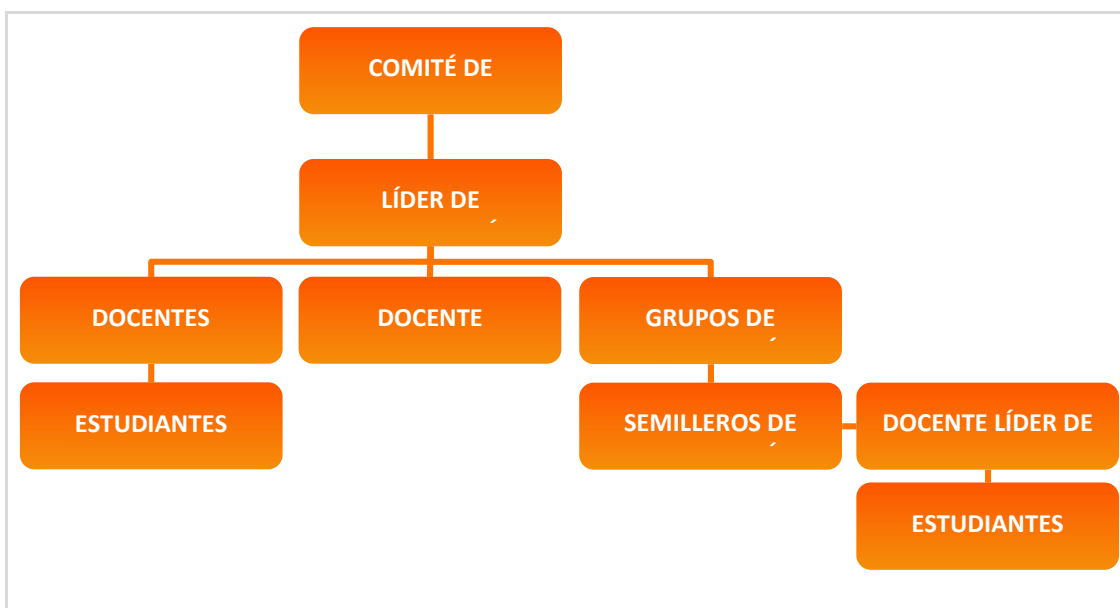 COMITÉ DE
LÍDER DE
DOCENTES
DOCENTE
GRUPOS DE
ESTUDIANTES
SEMILLEROS DE
DOCENTE LÍDER DE
ESTUDIANTES